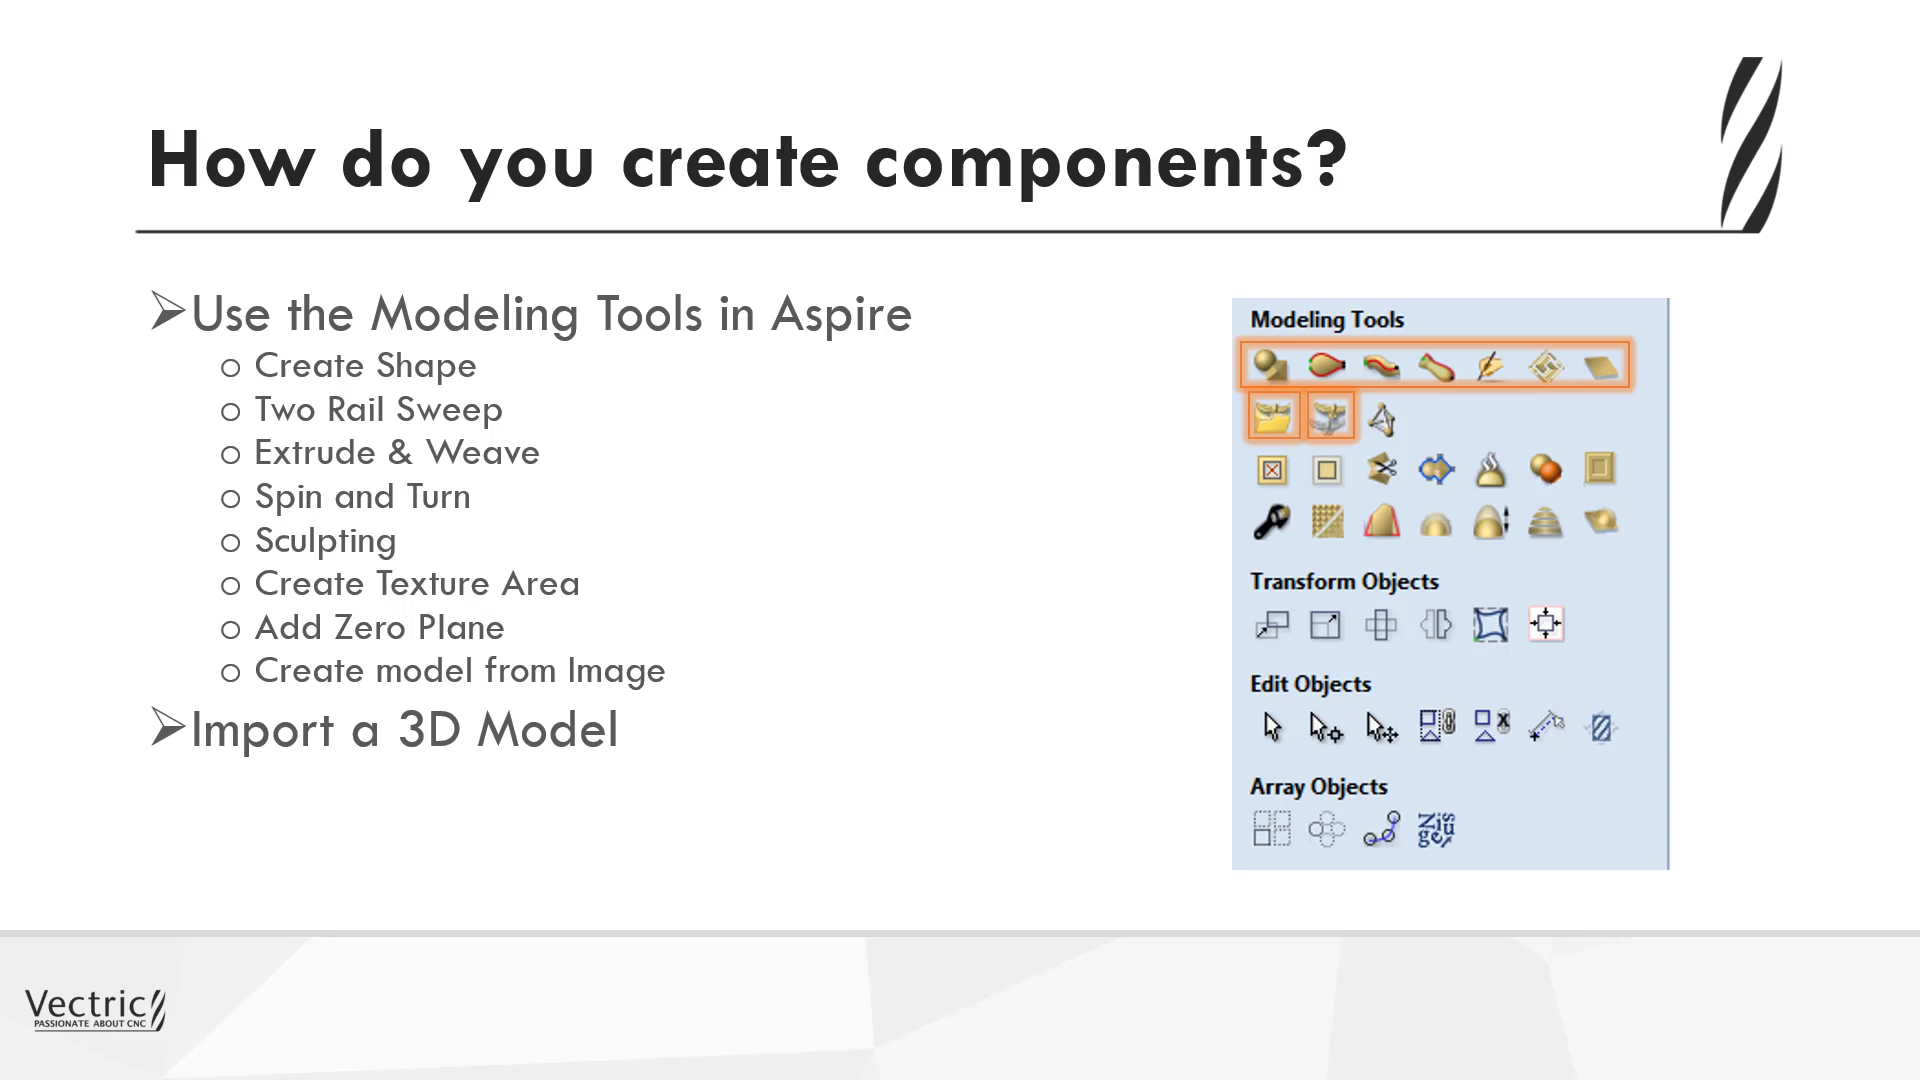 How do you create components?
Use the Modeling Tools in Aspire
Create Shape
Two Rail Sweep
Extrude & Weave
Spin and Turn
Sculpting
Create Texture Area
Add Zero Plane
Create model from Image
Import a 3D Model
Modeling Tools
Transform Objects
Edit Objects
Array Objects
Vectric
PASSIONATE ABOUT CNC